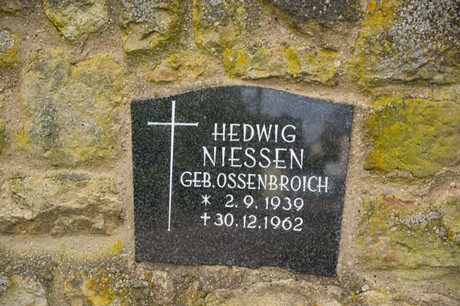 HEDWIG
NIESSEN
GEB. OSSENBROICH
* 2.9.1939
✝ 30.12.1962